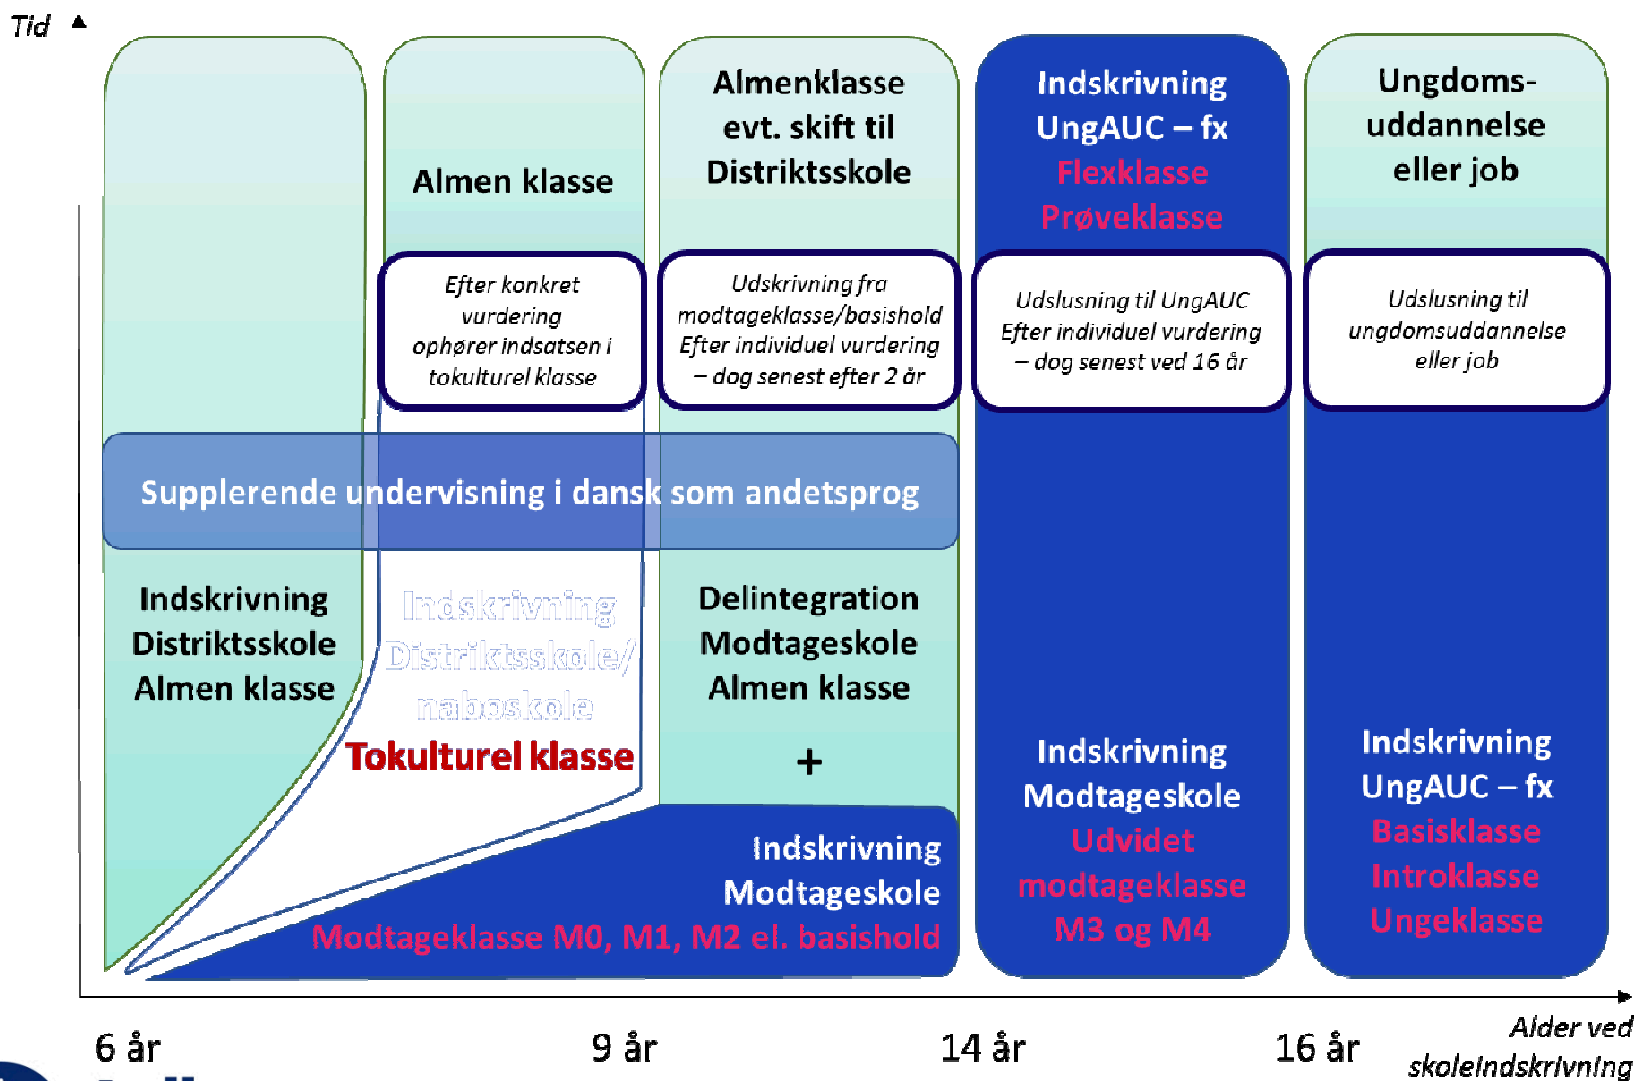 Tid
Almen klasse
Almenklasse
evt. skift til
Distriktsskole
Indskrivning
UngAUC – fx
Flexklasse
Prøveklasse
Ungdoms-
uddannelse
eller job
Efter konkret
vurdering
ophører indsatsen i
tokulturel klasse
Udskrivning fra
modtageklasse/basishold
Efter individuel vurdering
– dog senest efter 2 år
Udslusning til UngAUC
Efter individuel vurdering
– dog senest ved 16 år
Udslusning til
ungdomsuddannelse
eller job
Supplerende undervisning i dansk som andetsprog
Indskrivning
Distriktsskole
Almen klasse
Indskrivning
Distriktsskole/
naboskole
Tokulturel klasse
Delintegration
Modtageskole
Almen klasse
+
Indskrivning
Modtageskole
Modtageklasse M0, M1, M2 el. basishold
Indskrivning
Modtageskole
Udvidet
modtageklasse
M3 og M4
Indskrivning
UngAUC – fx
Basisklasse
Introklasse
Ungeklasse
6 år
9 år
14 år
16 år
Alder ved
skoleindskrivning